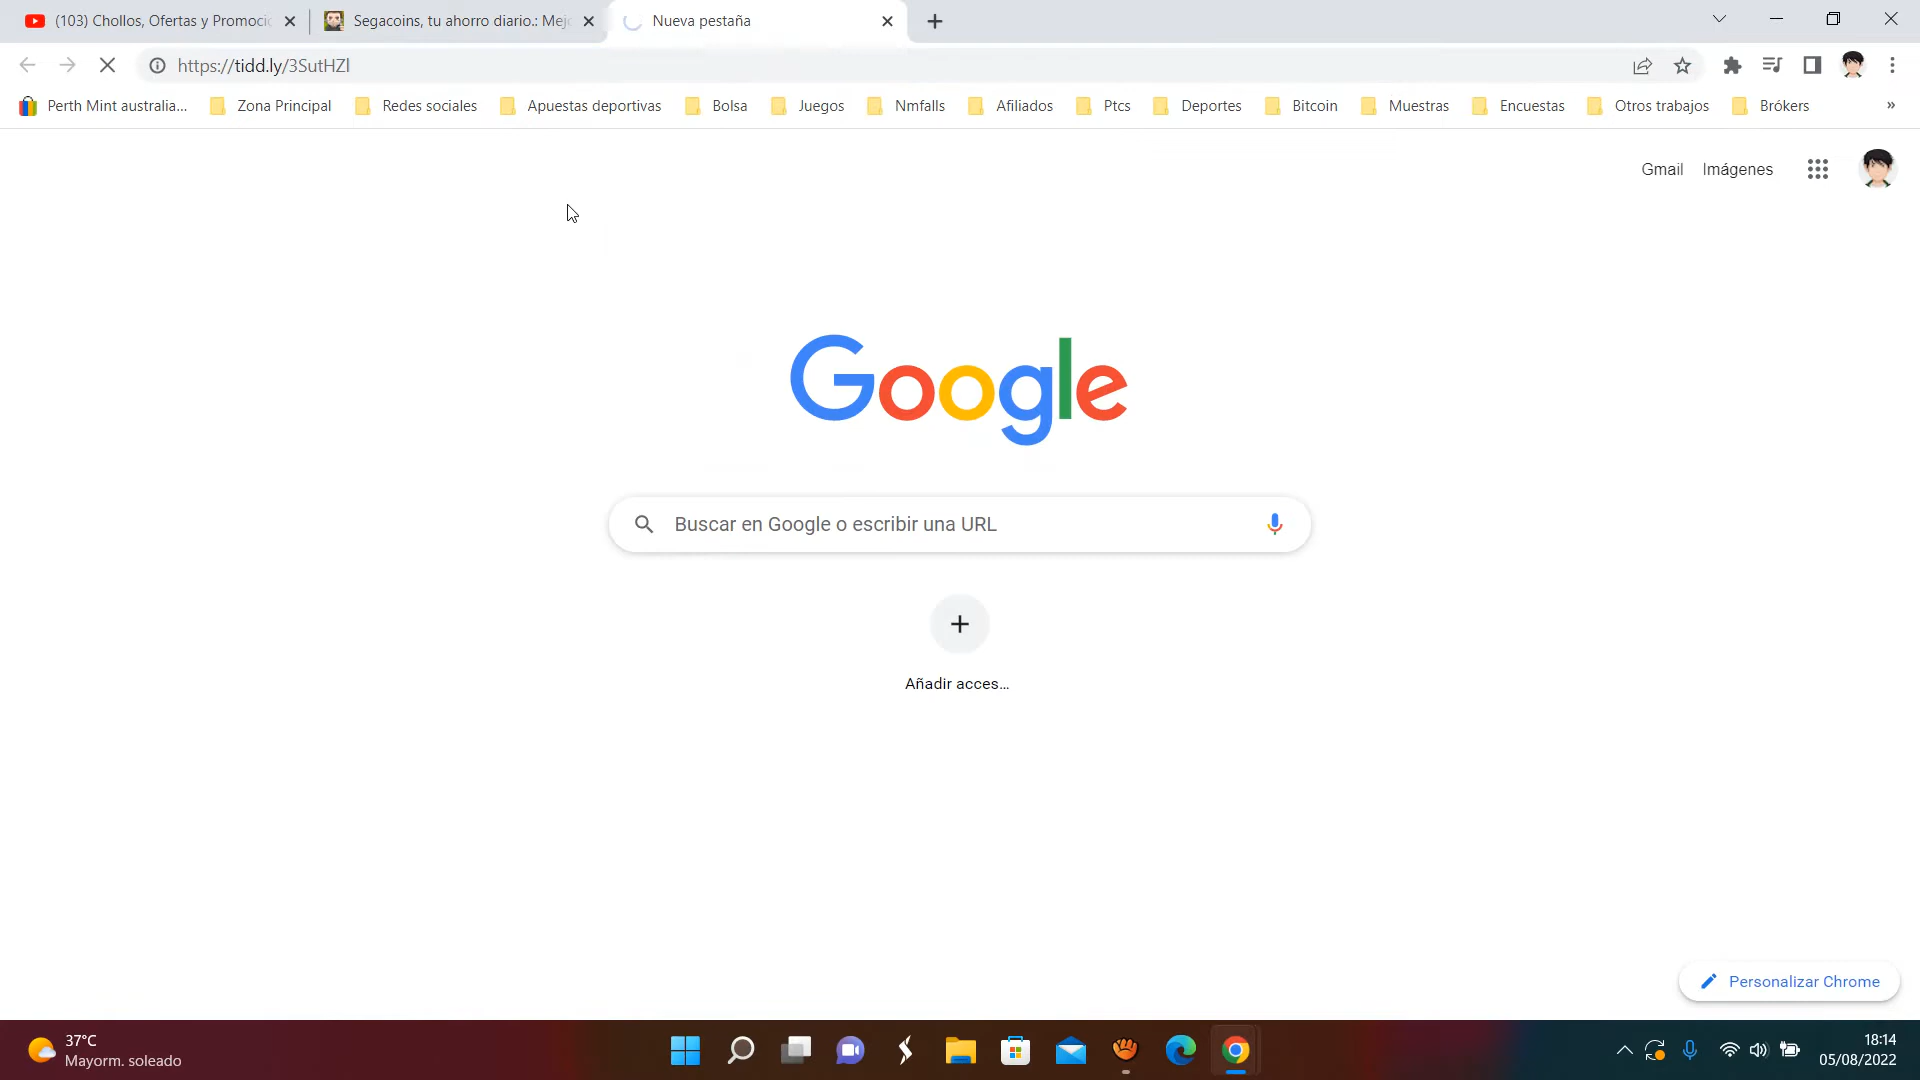 (103) Chollos, Ofertas y Promoci
Segacoins, tu ahorro diario.: Mej
Nueva pestaña
https://tidd.ly/3SutHZl
Perth Mint australia...
Zona Principal
Redes sociales
Apuestas deportivas
Bolsa
Juegos
Nmfalls
Afiliados
Ptcs
Deportes
Bitcoin
Muestras
Encuestas
Otros trabajos
Brókers
»
Gmail
Imágenes
Google
Buscar en Google o escribir una URL
Añadir acces...
Personalizar Chrome
37°C
Mayorm. soleado
18:14
05/08/2022